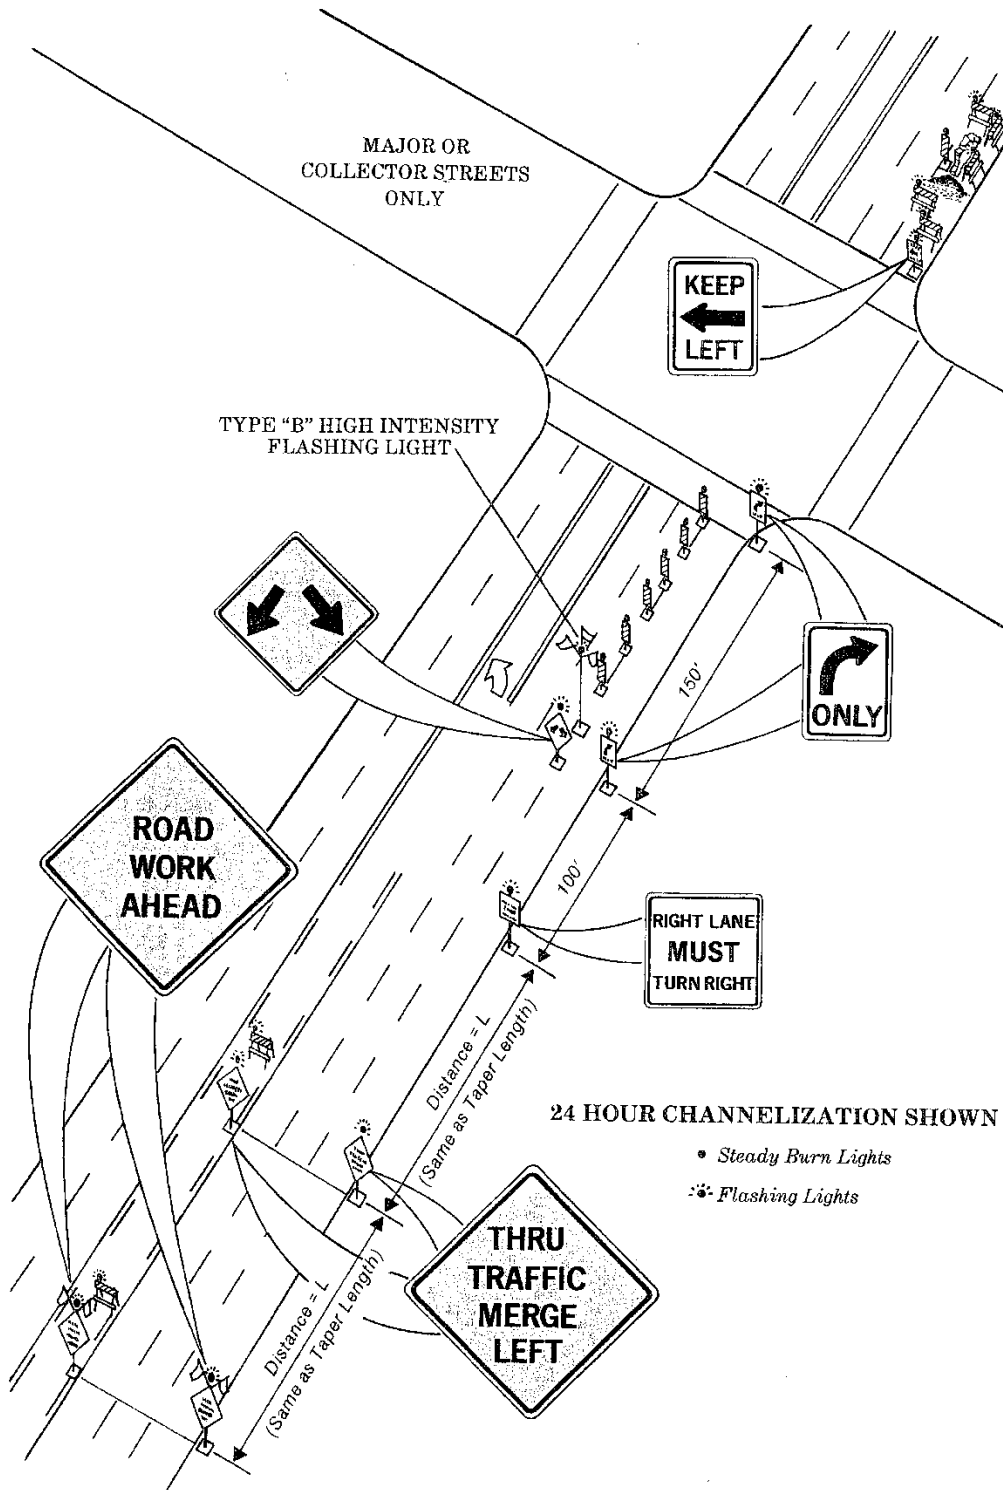 MAJOR OR
COLLECTOR STREETS
ONLY
KEEP
LEFT
TYPE “B” HIGH INTENSITY
FLASHING LIGHT
150'
ONLY
ROAD
WORK
AHEAD
100'
RIGHT LANE
MUST
TURN RIGHT
Distance = L
(Same as Taper Length)
24 HOUR CHANNELIZATION SHOWN
Steady Burn Lights
Flashing Lights
THRU
TRAFFIC
MERGE
LEFT
Distance = L
(Same as Taper Length)